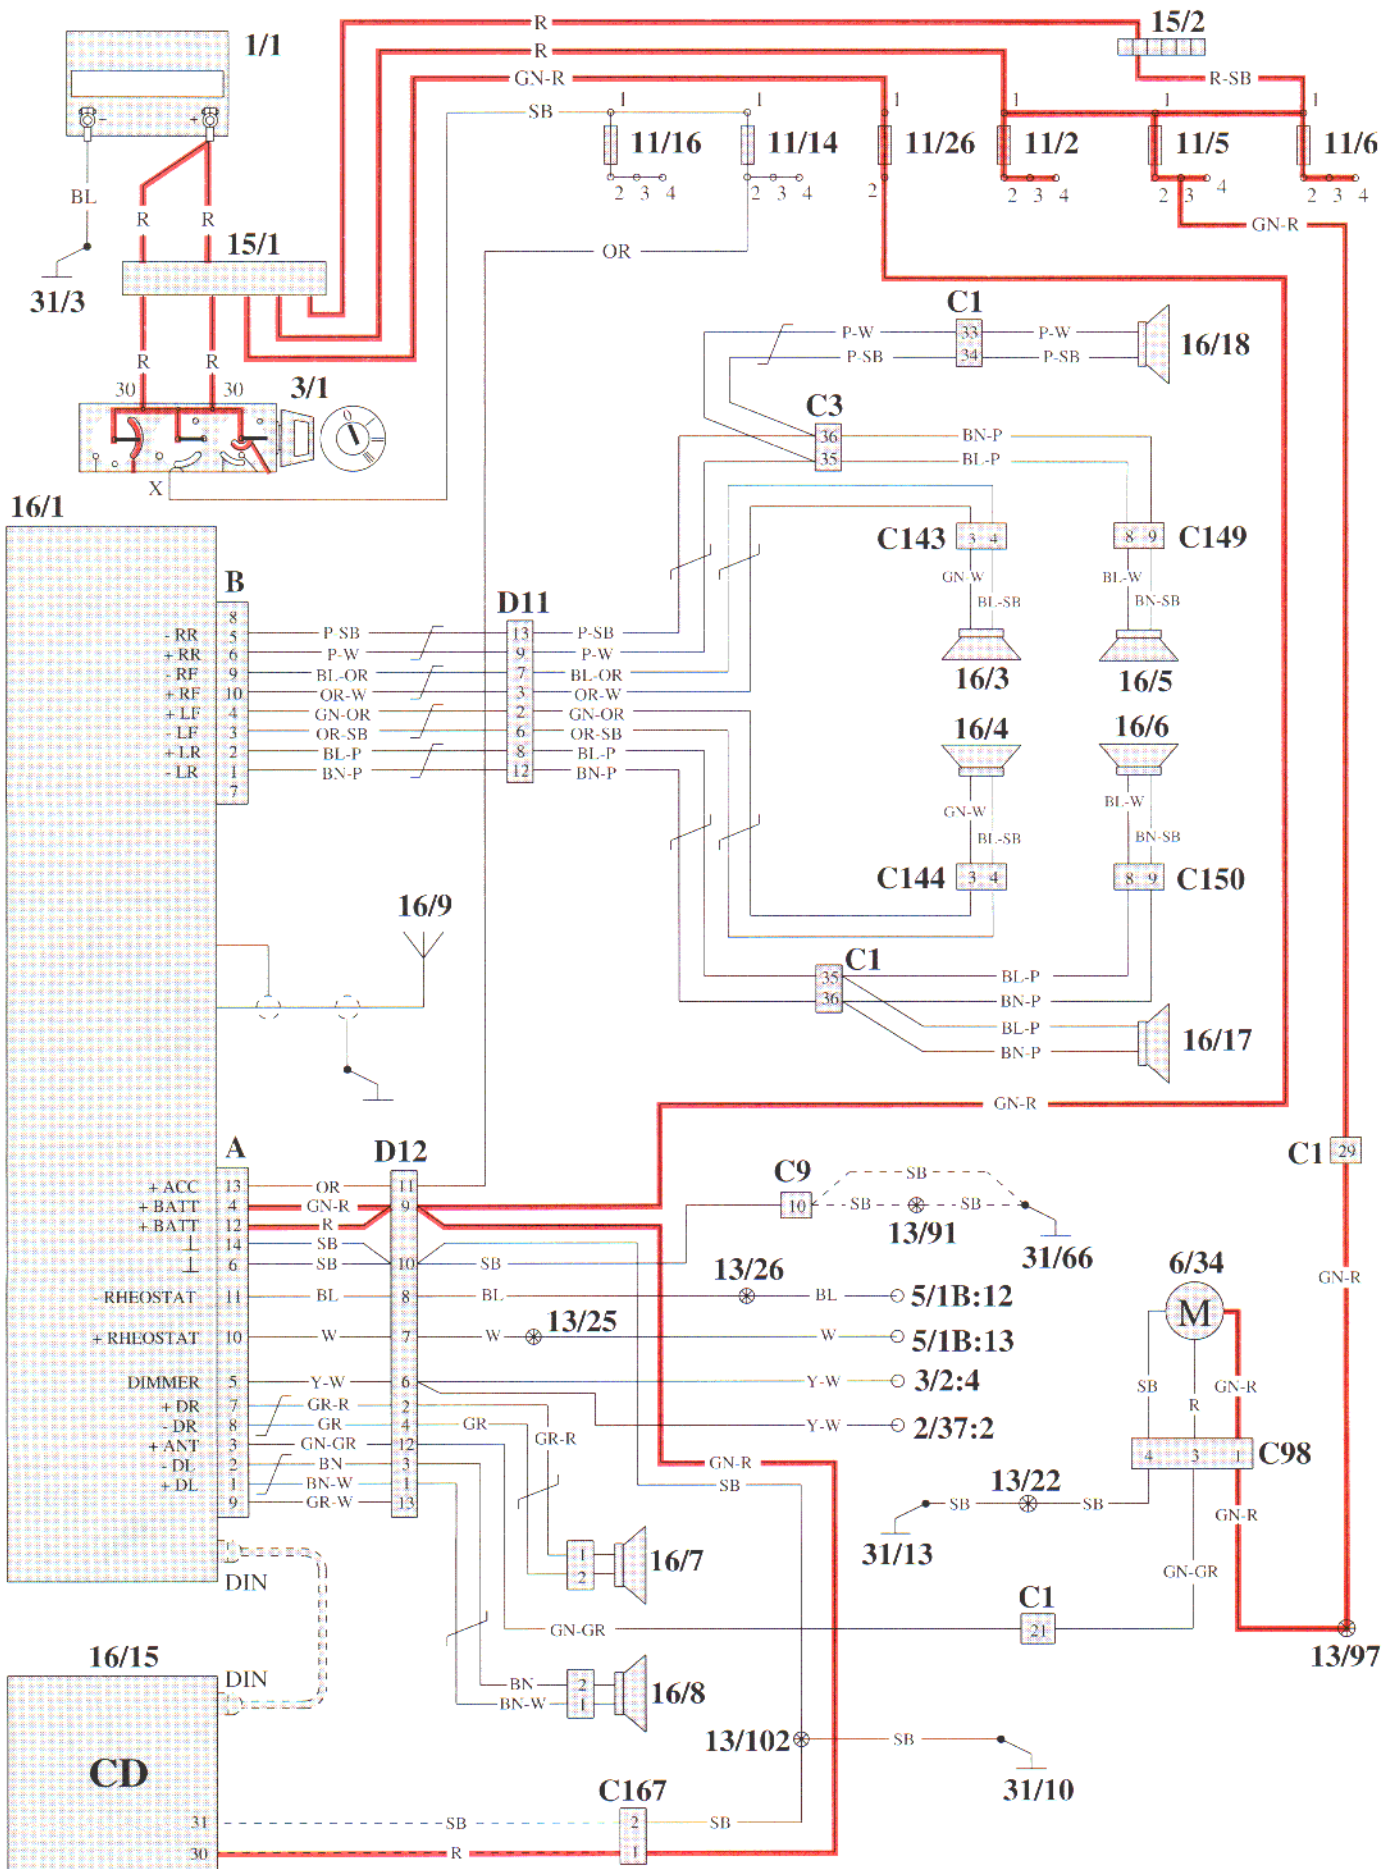 R
15/2
1/1
R
GN-R
R-SB
- +
SB
1 1 1 1 1 1
11/16 11/14 11/26 11/2 11/5 11/6
2 3 4 2 3 4 2 2 3 4 2 3 4 2 3 4
BL
R R
GN-R
15/1
OR
31/3
C1
P-W 33 P-W
P-SB 34 P-SB
16/18
R R
30 30 3/1
0 I II III
C3
36 BN-P
35 BL-P
X
16/1
C143 3 4 8 9 C149
GN-W BL-W
BL-SB BN-SB
B
D11
8
- RR 5 P-SB 13 P-SB
+ RR 6 P-W 9 P-W
- RF 9 BL-OR 7 BL-OR
+ RF 10 OR-W 3 OR-W
+ LF 4 GN-OR 2 GN-OR
- LF 3 OR-SB 6 OR-SB
+ LR 2 BL-P 8 BL-P
- LR 1 BN-P 12 BN-P
7
16/3 16/5
16/4 16/6
GN-W BL-W
BL-SB BN-SB
C144 3 4 8 9 C150
16/9
C1
35 BL-P
36 BN-P
BL-P
BN-P
16/17
GN-R
A D12
C1 29
C9
SB
+ ACC 13 OR 11
+ BATT 4 GN-R 9
10 SB SB
+ BATT 12 R
13/91
14 SB
31/66
6 SB 10 SB
13/26
6/34
GN-R
- RHEOSTAT 11 BL 8 BL BL 5/1B:12
M
13/25
+ RHEOSTAT 10 W 7 W W 5/1B:13
DIMMER 5 Y-W 6 Y-W 3/2:4
SB R GN-R
+ DR 7 GR-R 2
- DR 8 GR 4 GR Y-W 2/37:2
+ ANT 3 GN-GR 12 GR-R
- DL 2 BN 3 GN-R
4 3 1 C98
+ DL 1 BN-W 1 SB
9 GR-W 13
13/22
SB SB
GN-R
31/13
1
2
16/7
DIN
GN-GR
C1
GN-GR 21
13/97
16/15
DIN
BN 2
BN-W 1
16/8
13/102 SB
31/10
CD
C167
31 SB 2 SB
30 R 1